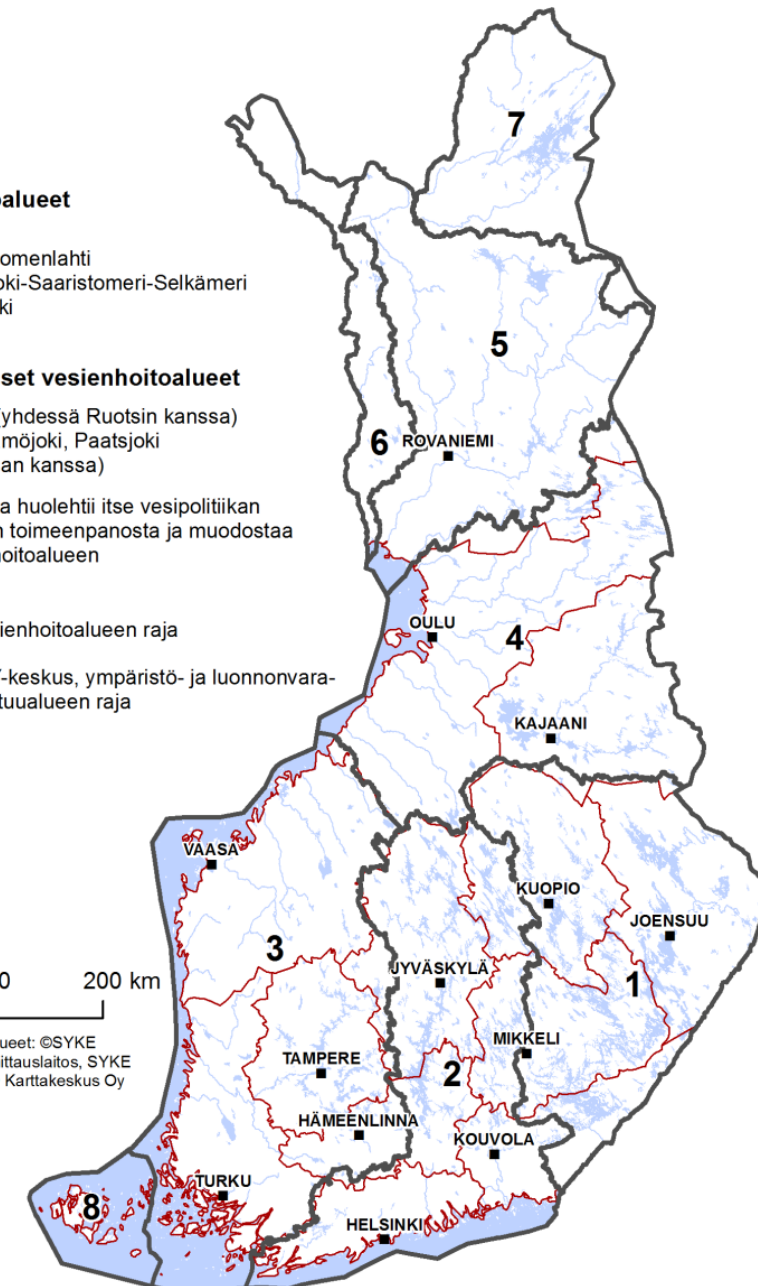 7
alueet
omenlahti
oki-Saaristomeri-Selkämeri
ki
5
set vesienhoitoalueet
yhdessä Ruotsin kanssa)
möjoki, Paatsjoki
an kanssa)
6
ROVANIEMI
a huolehtii itse vesipolitiikan
n toimeenpanosta ja muodostaa
hoitoalueen
OULU
4
ienhoitoalueen raja
-keskus, ympäristö- ja luonnonvara-
tuualueen raja
KAJAANI
VAASA
KUOPIO
JOENSUU
3
JYVÄSKYLÄ
1
0 200 km
MIKKELI
ueet: ©SYKE
ittauslaitos, SYKE
Karttakeskus Oy
TAMPERE
2
HÄMEENLINNA
KOUVOLA
TURKU
8
HELSINKI